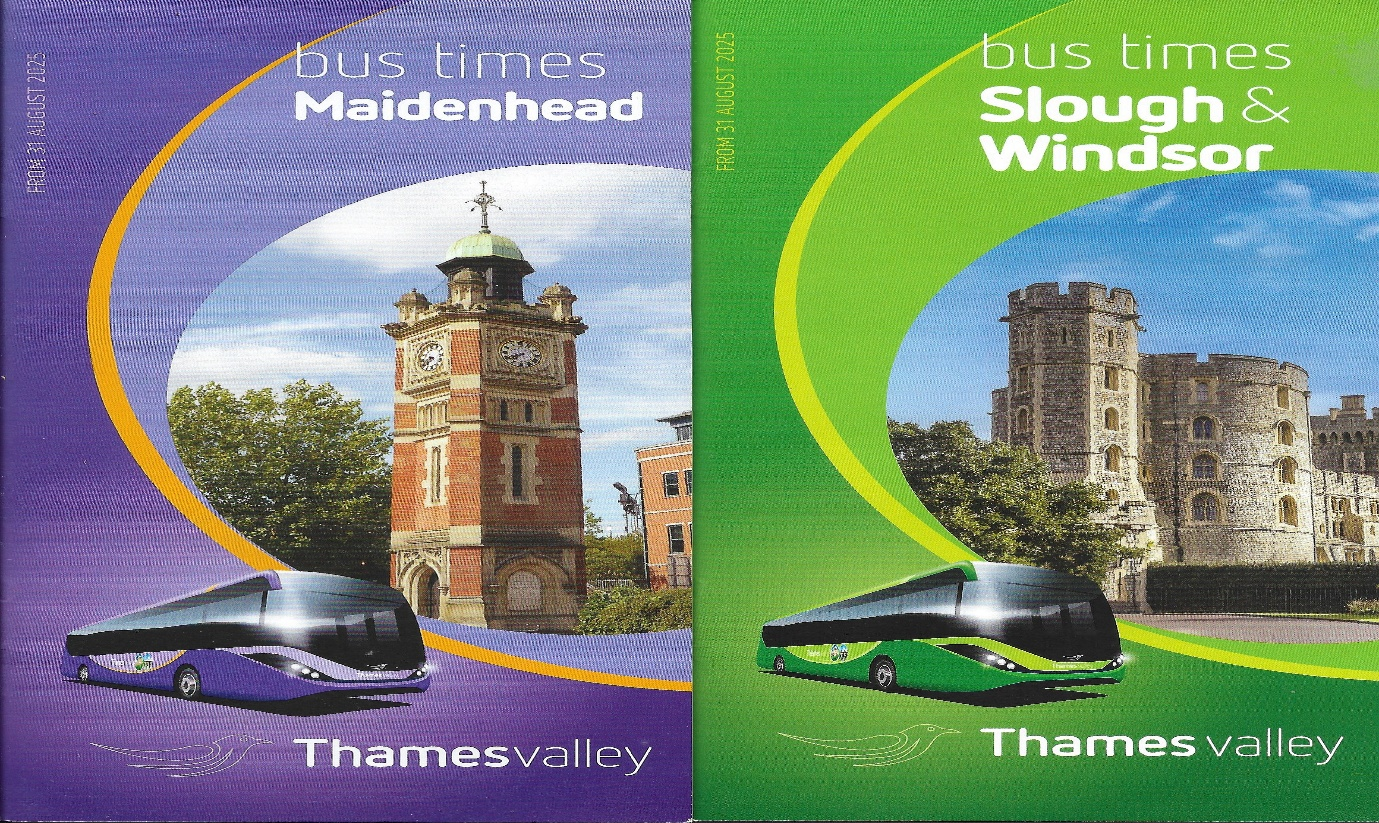 FROM 31 AUGUST 2025
bus times
Maidenhead
Thamesvalley
FROM 31 AUGUST 2025
bus times
Slough &
Windsor
Thamesvalley